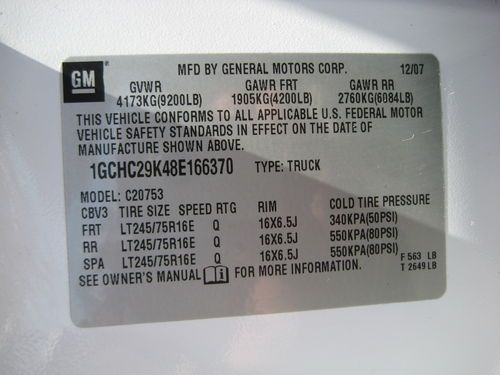 GM
MFD BY GENERAL MOTORS CORP. 12/07
GVWR GAWR FRT GAWR RR
4173KG(9200LB) 1905KG(4200LB) 2760KG(6084LB)
THIS VEHICLE CONFORMS TO ALL APPLICABLE U.S. FEDERAL MOTOR
VEHICLE SAFETY STANDARDS IN EFFECT ON THE DATE OF
MANUFACTURE SHOWN ABOVE.
1GCHC29K48E166370 TYPE: TRUCK
MODEL: C20753
CBV3 TIRE SIZE SPEED RTG RIM COLD TIRE PRESSURE
FRT LT245/75R16E Q 16X6.5J 340KPA(50PSI)
RR LT245/75R16E Q 16X6.5J 550KPA(80PSI)
SPA LT245/75R16E Q 16X6.5J 550KPA(80PSI)
SEE OWNER'S MANUAL FOR MORE INFORMATION.
F 563 LB
T 2649 LB